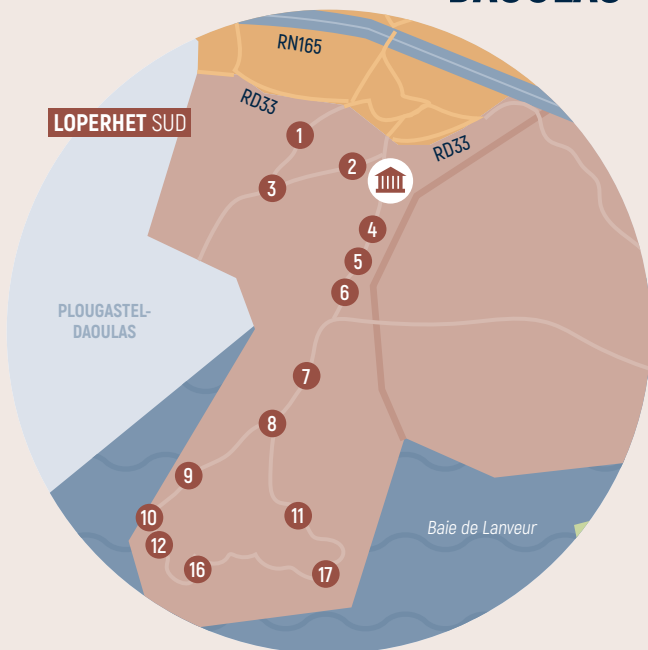 DAOULAS
RN165
RD33
LOPERHET SUD
1
2
RD33
3
4
5
6
PLOUGASTEL-
DAOULAS
7
8
9
10
11
Baie de Lanveur
12
16
17